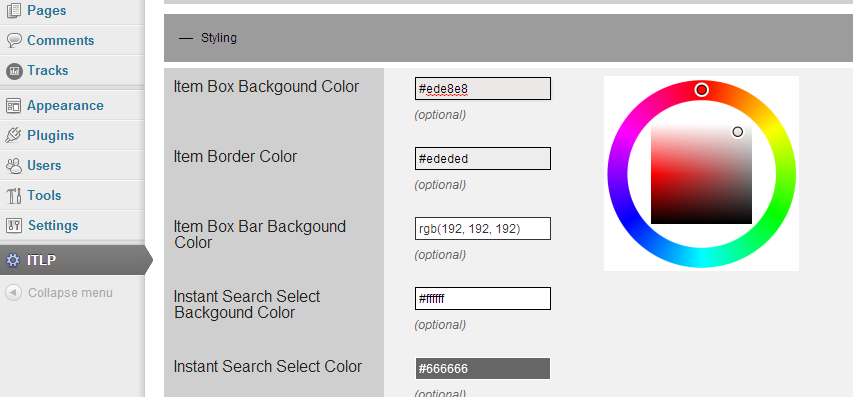 Pages
Comments
Tracks
Appearance
Plugins
Users
Tools
Settings
ITLP
Collapse menu
— Styling
Item Box Backgound Color
#ede8e8
(optional)
Item Border Color
#ededed
(optional)
Item Box Bar Backgound
Color
rgb(192, 192, 192)
(optional)
Instant Search Select
Backgound Color
#ffffff
(optional)
Instant Search Select Color
#666666
(optional)